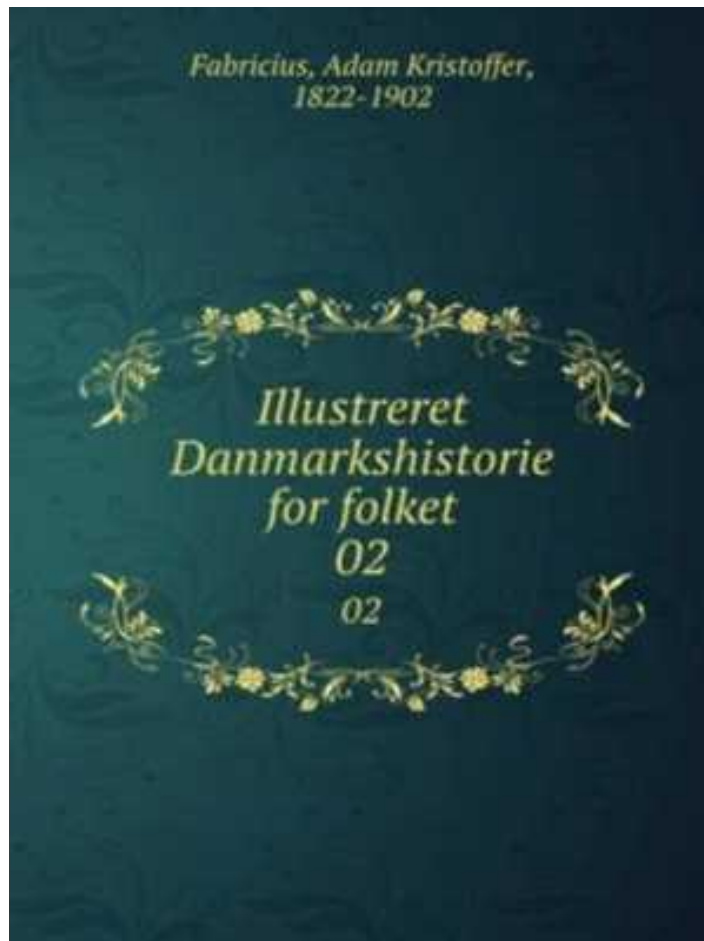 Fabricius, Adam Kristoffer,
1822-1902
Illustreret
Danmarkshistorie
for folket
02
02